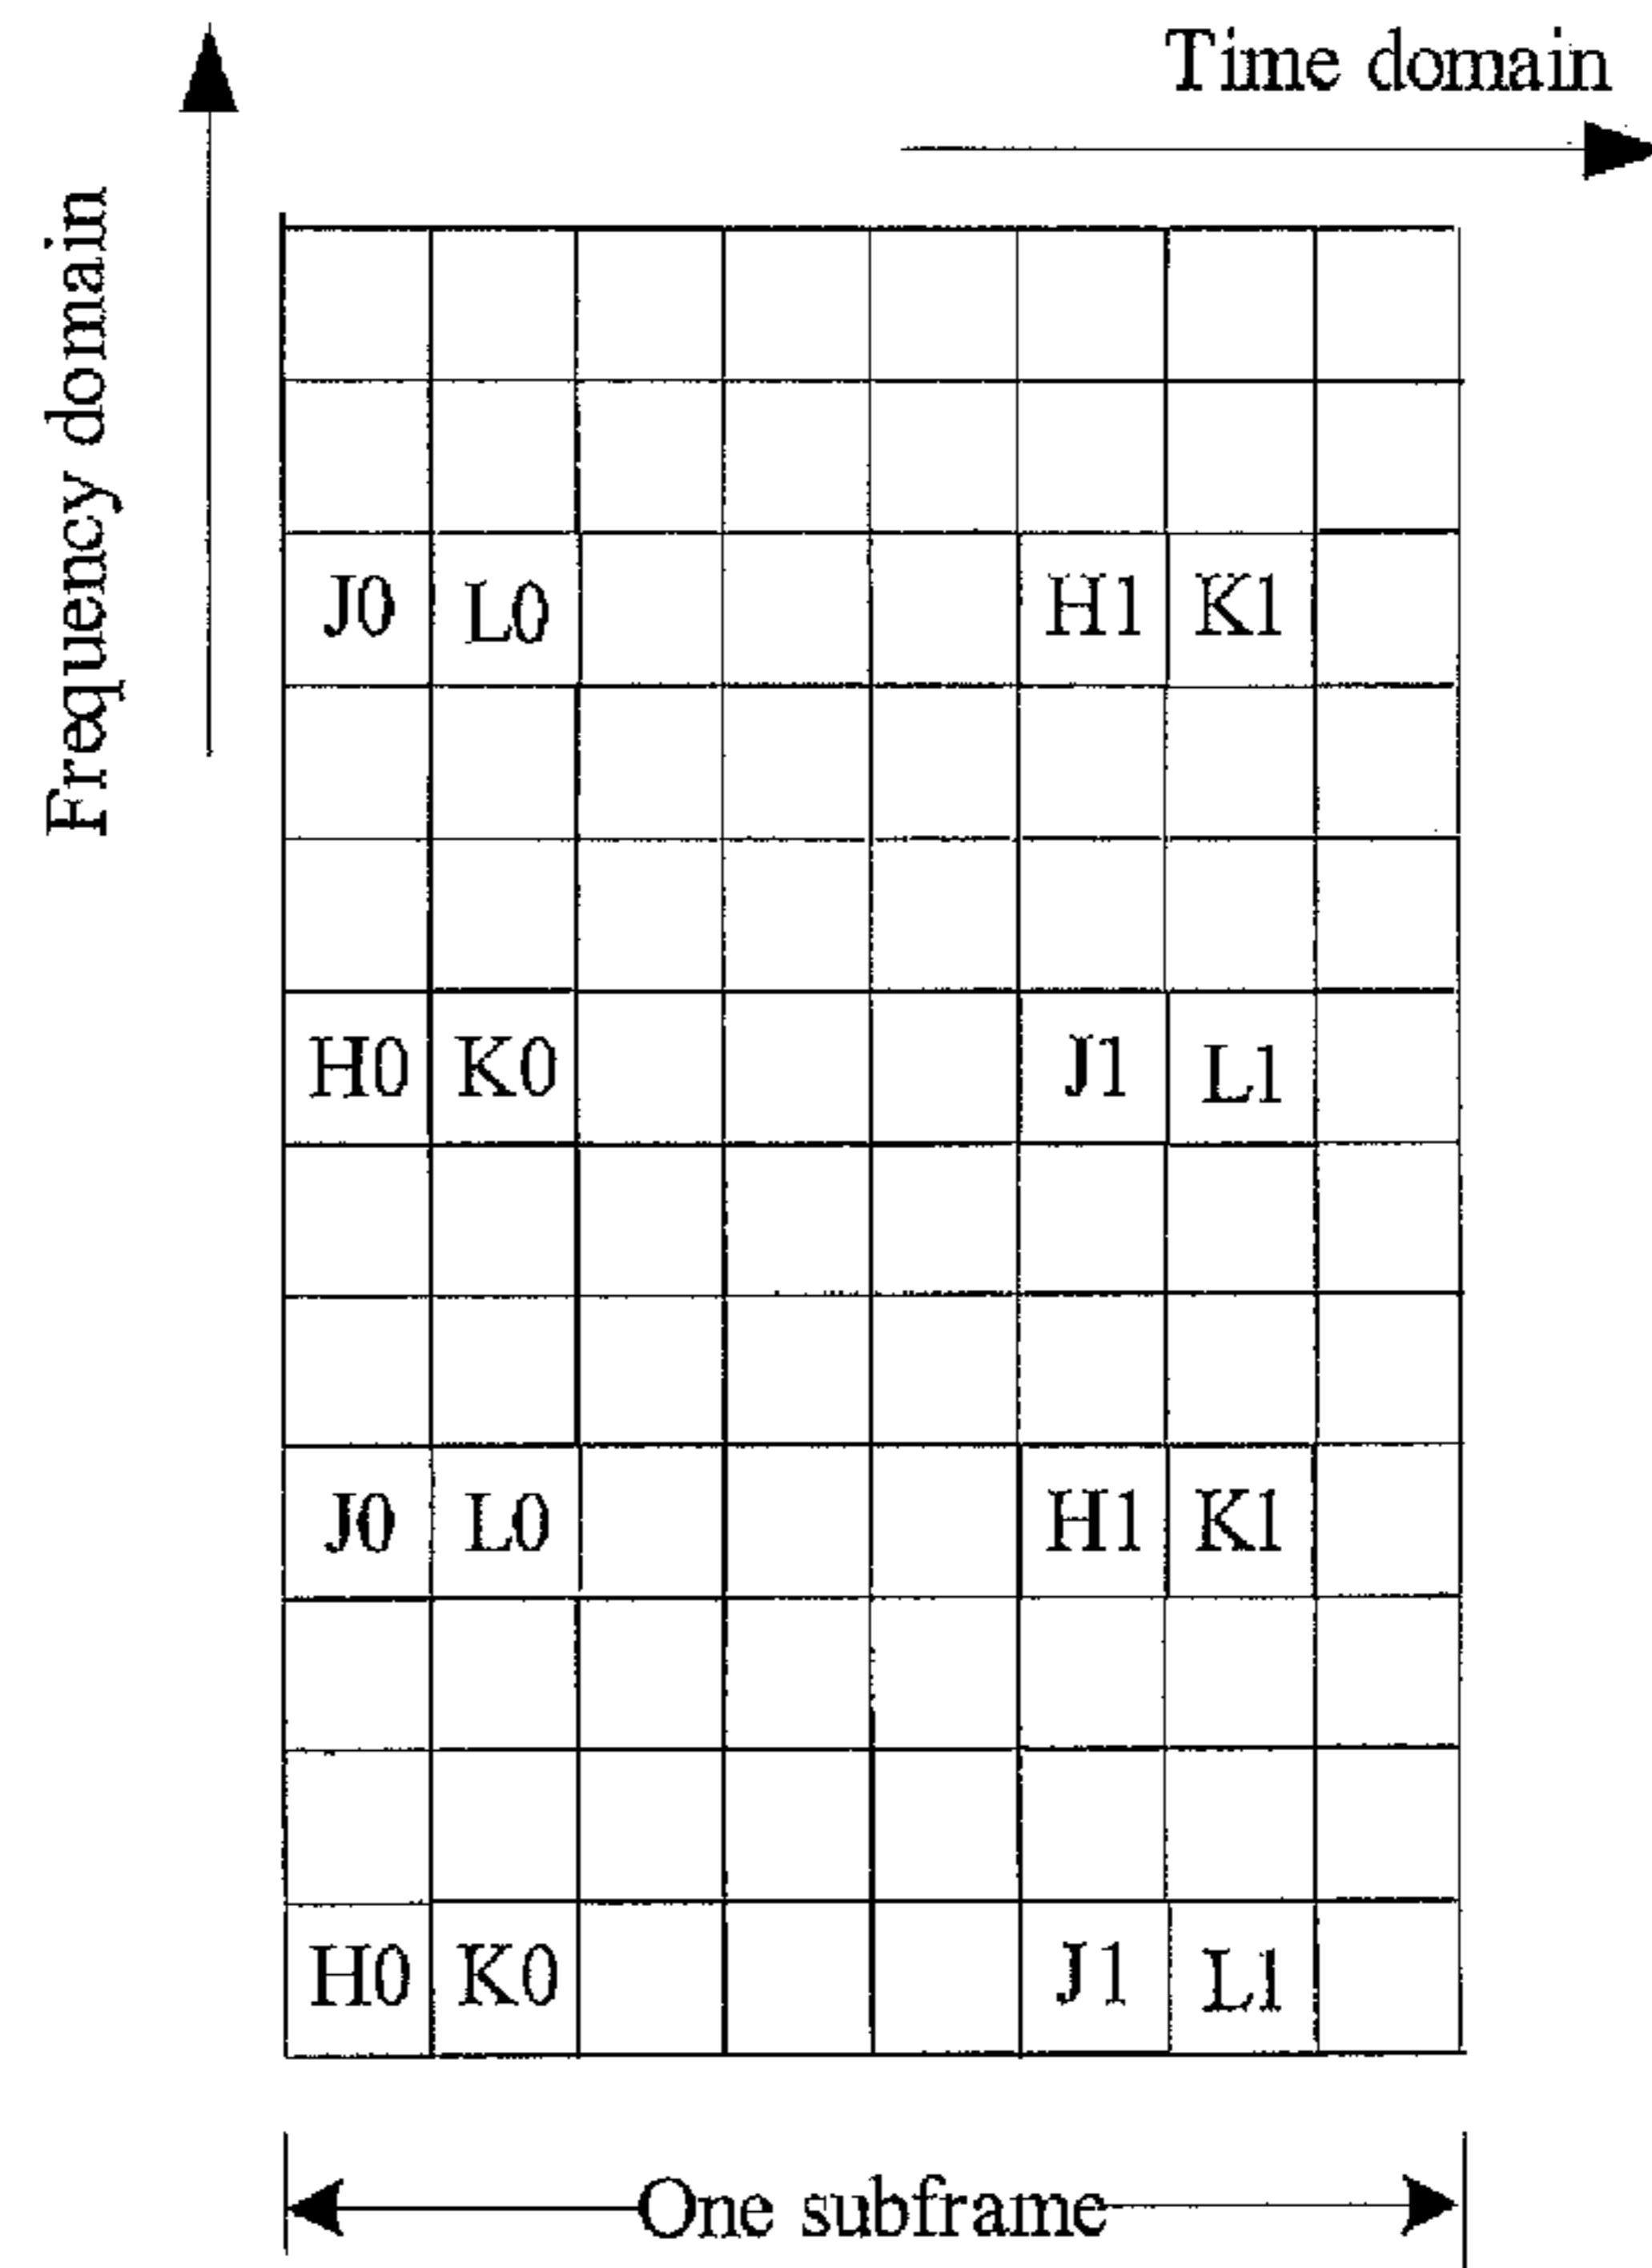 Time domain
Frequency domain
J0 L0 H1 K1
H0 K0 J1 L1
J0 L0 H1 K1
H0 K0 J1 L1
One subframe